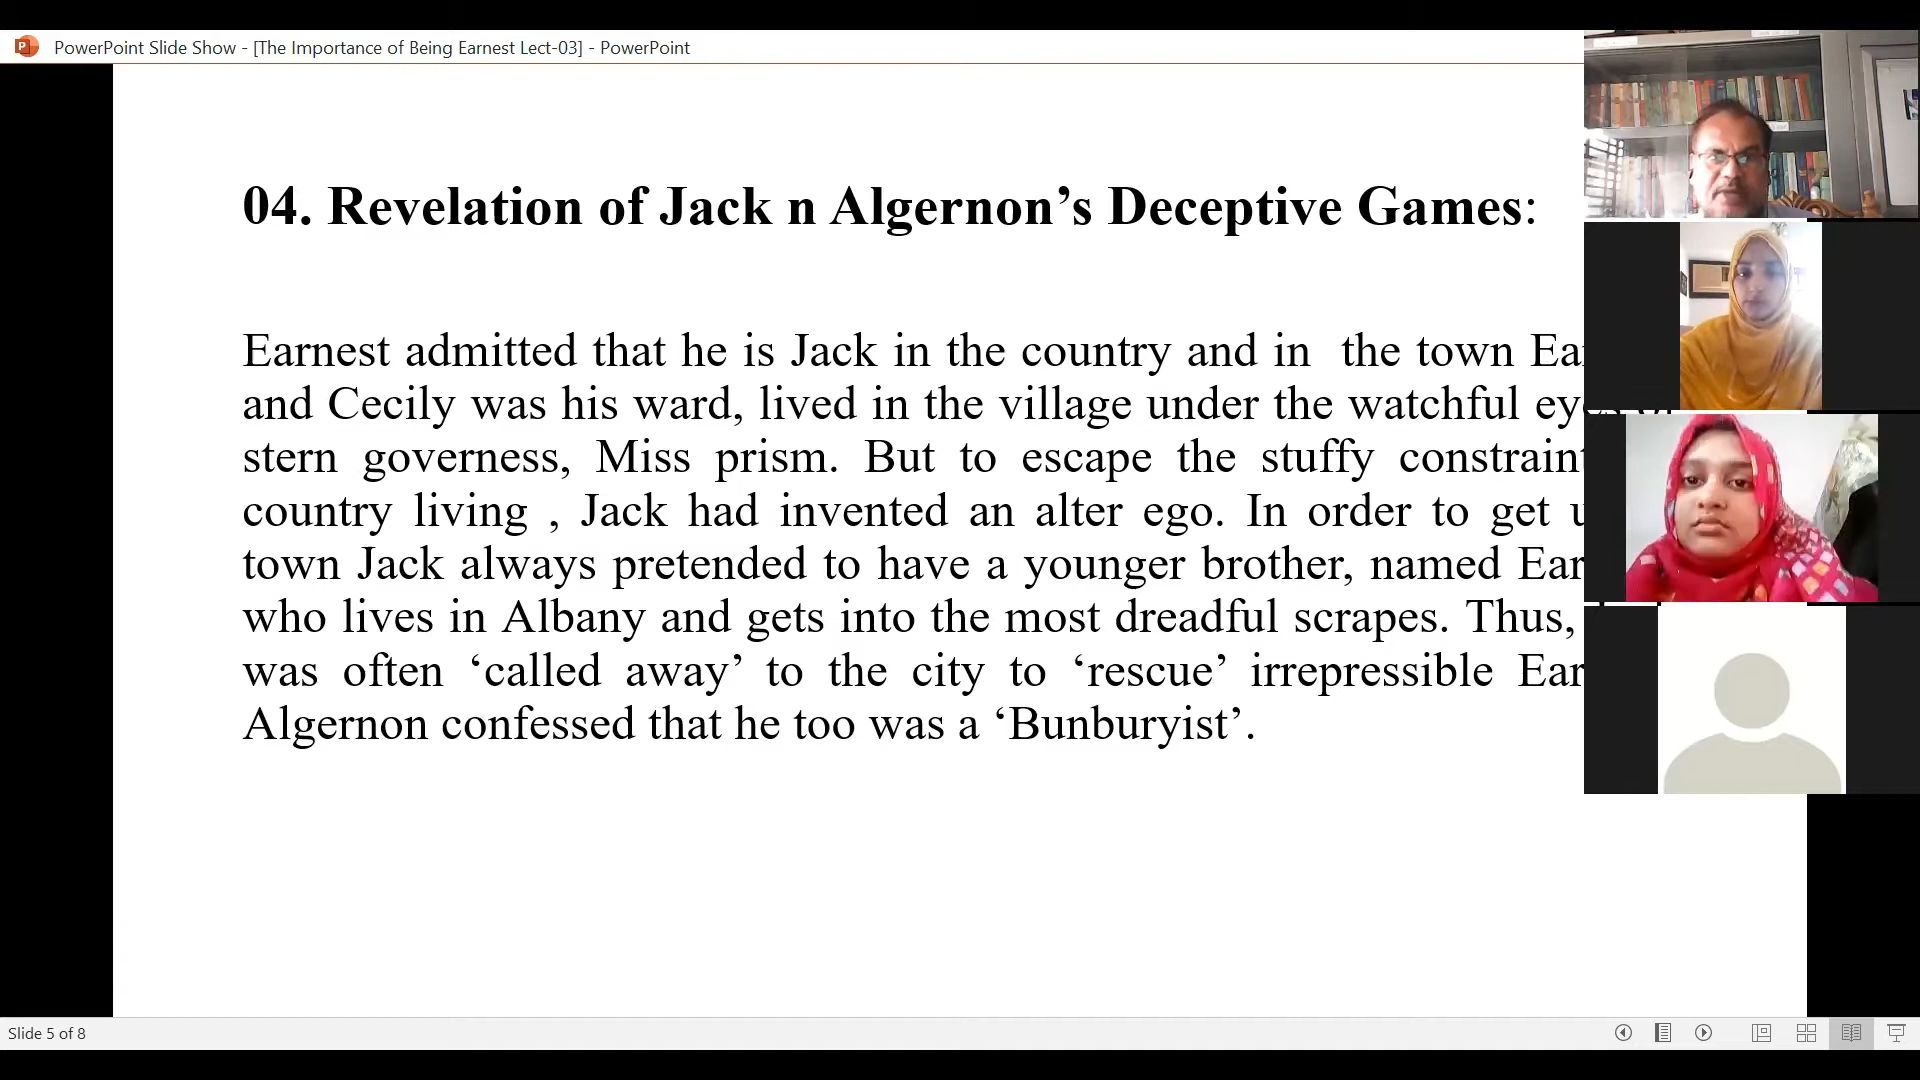 PowerPoint Slide Show - [The Importance of Being Earnest Lect-03] - PowerPoint
04. Revelation of Jack n Algernon’s Deceptive Games:
Earnest admitted that he is Jack in the country and in the town
and Cecily was his ward, lived in the village under the watchful eyes of
stern governess, Miss prism. But to escape the stuffy
country living , Jack had invented an alter ego. In order to get
town Jack always pretended to have a younger brother, named
who lives in Albany and gets into the most dreadful scrapes. Thus,
was often ‘called away’ to the city to ‘rescue’ irrepressible
Algernon confessed that he too was a ‘Bunburyist’.
Slide 5 of 8